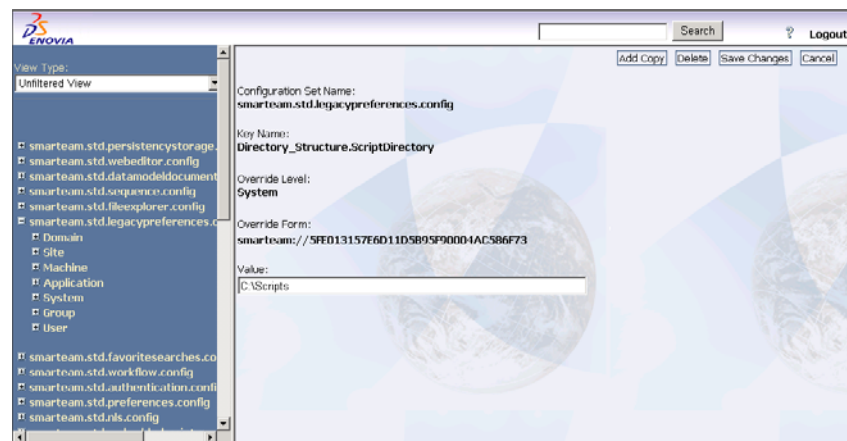 ENOVIA
Search
?
Logout
View Type:
Unfiltered View
smarteam.std.persistencystorage.
smarteam.std.webeditor.config
smarteam.std.datamodeldocument
smarteam.std.sequence.config
smarteam.std.fileexplorer.config
smarteam.std.legacypreferences.c
Domain
Site
Machine
Application
System
Group
User
smarteam.std.favoritesearches.co
smarteam.std.workflow.config
smarteam.std.authentication.confi
smarteam.std.preferences.config
smarteam.std.nls.config
Add Copy Delete Save Changes Cancel
Configuration Set Name:
smarteam.std.legacypreferences.config
Key Name:
Directory_Structure.ScriptDirectory
Override Level:
System
Override Form:
smarteam://5FE013157E6D11D5B95F90004AC586F73
Value:
C:\Scripts